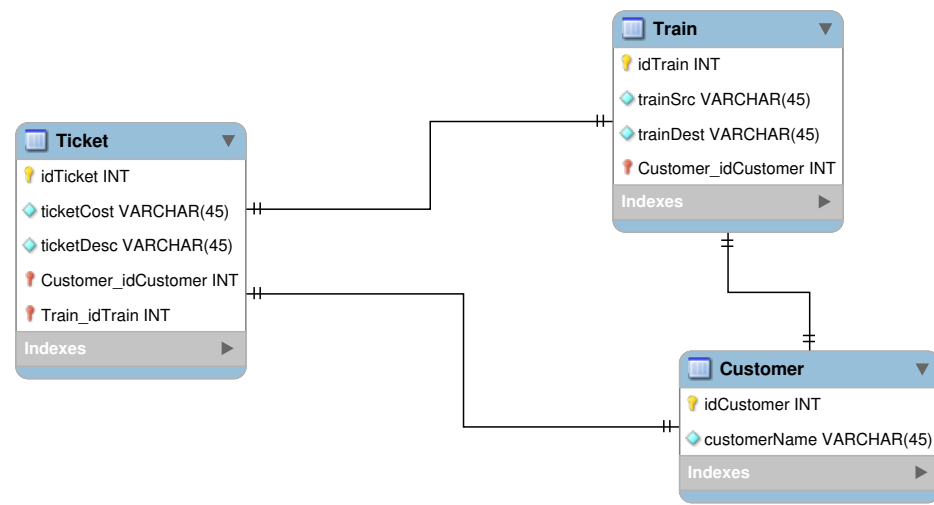 Ticket
idTicket INT
ticketCost VARCHAR(45)
ticketDesc VARCHAR(45)
Customer_idCustomer INT
Train_idTrain INT
Indexes
Train
idTrain INT
trainSrc VARCHAR(45)
trainDest VARCHAR(45)
Customer_idCustomer INT
Indexes
Customer
idCustomer INT
customerName VARCHAR(45)
Indexes